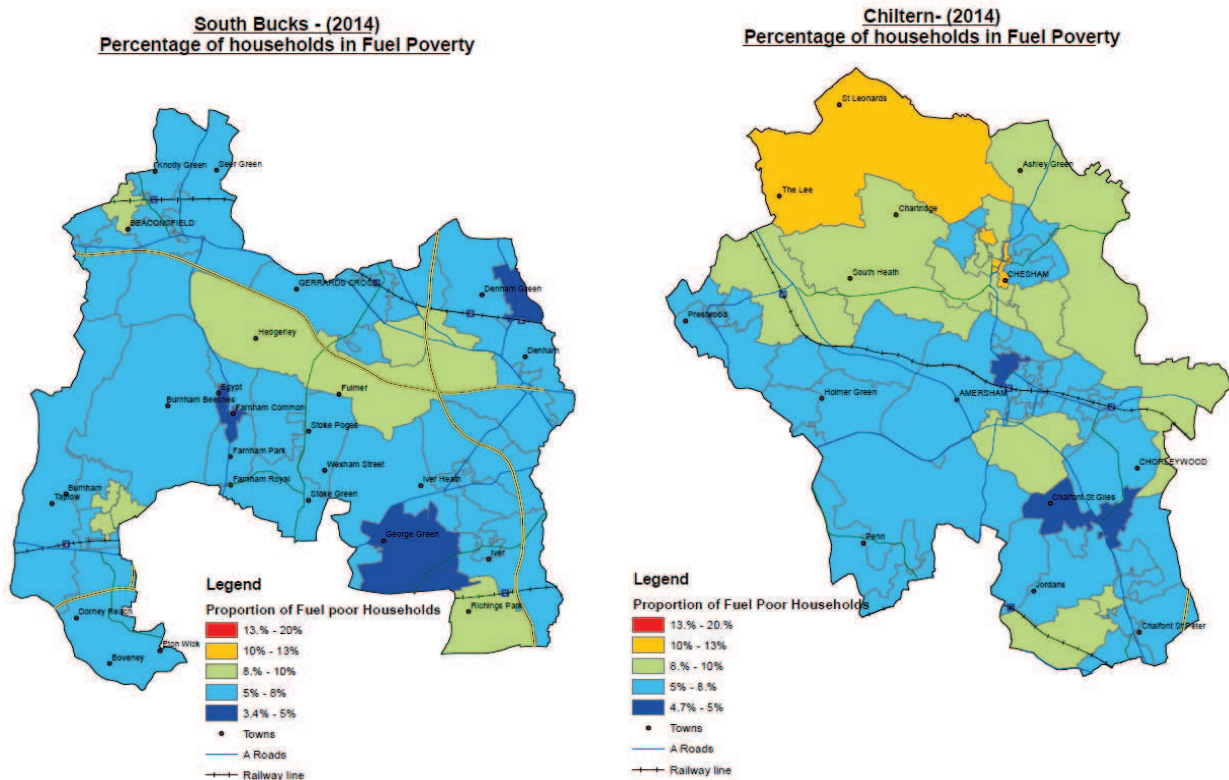 South Bucks - (2014)
Percentage of households in Fuel Poverty
Knotty Green
Seer Green
BEACONSFIELD
GERRARDS CROSS
Denham Green
Hedgerley
Denham
Egypt
Fulmer
Burnham Beeches
Farnham Common
Stoke Poges
Farnham Park
Wexham Street
Farnham Royal
Iver Heath
Burnham
Taplow
Stoke Green
George Green
Iver
Dorney Reach
Richings Park
Eton Wick
Boveney
Legend
Proportion of Fuel poor Households
13.% - 20%
10% - 13%
8.% - 10%
5% - 8%
3.4% - 5%
Towns
A Roads
Railway line
Chiltern- (2014)
Percentage of households in Fuel Poverty
St Leonards
Ashley Green
The Lee
Chartridge
South Heath
CHESHAM
Prestwood
Holmer Green
AMERSHAM
CHORLEYWOOD
Chalfont St Giles
Penn
Jordans
Chalfont St Peter
Legend
Proportion of Fuel Poor Households
13.% - 20.%
10% - 13%
8.% - 10%
5% - 8.%
4.7% - 5%
Towns
A Roads
Railway line